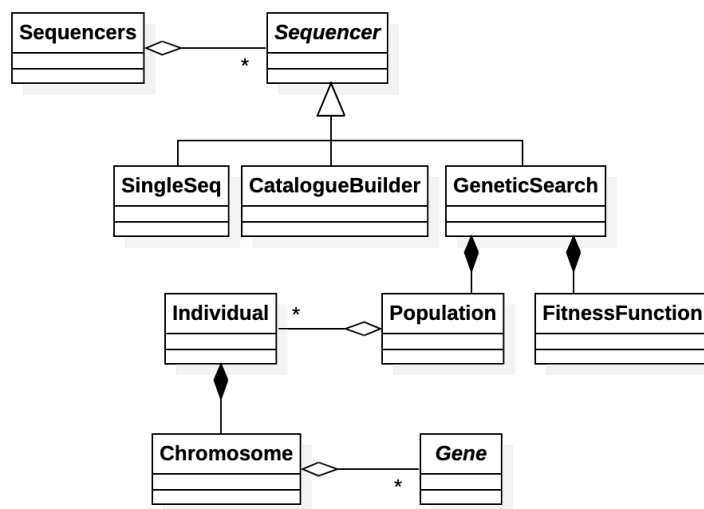 Sequencers
Sequencer
*
SingleSeq
CatalogueBuilder
GeneticSearch
Individual
*
Population
FitnessFunction
Chromosome
Gene
*